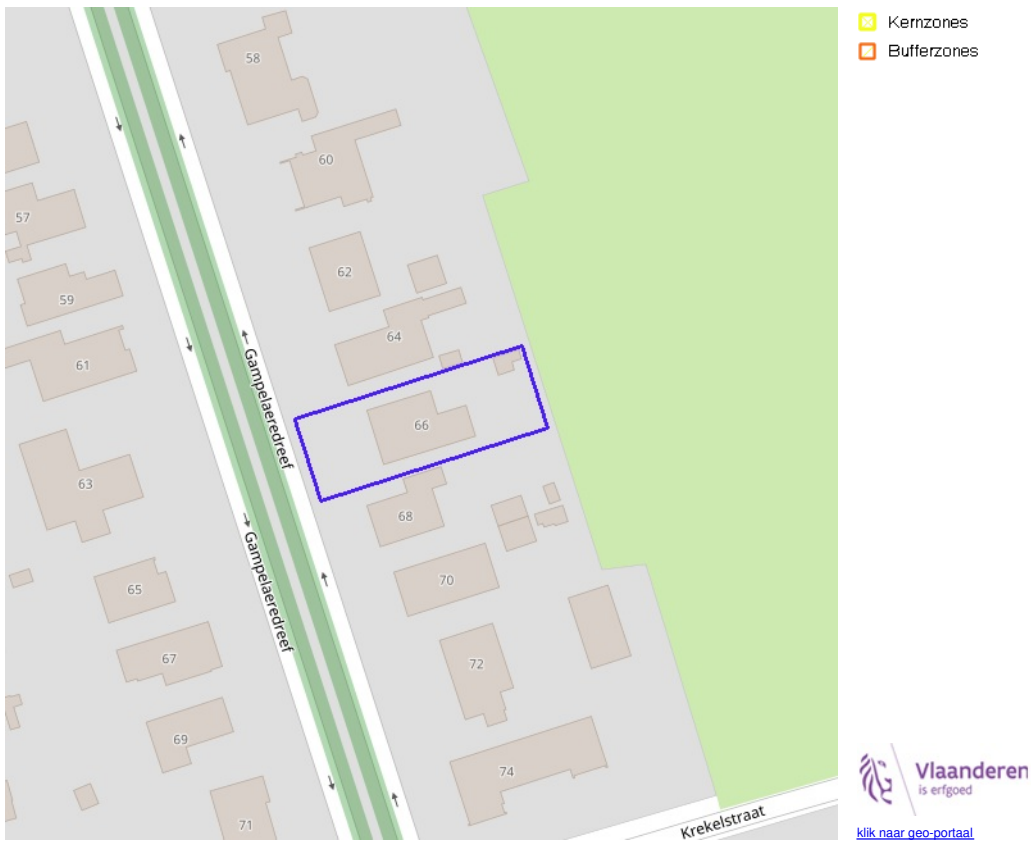 Kernzones
Bufferzones
58
60
57
62
59
64
61
Gampelaeredreef
66
63
68
Gampelaeredreef
70
65
67
72
69
74
71
Krekelstraat
Vlaanderen
is erfgoed
klik naar geo-portaal